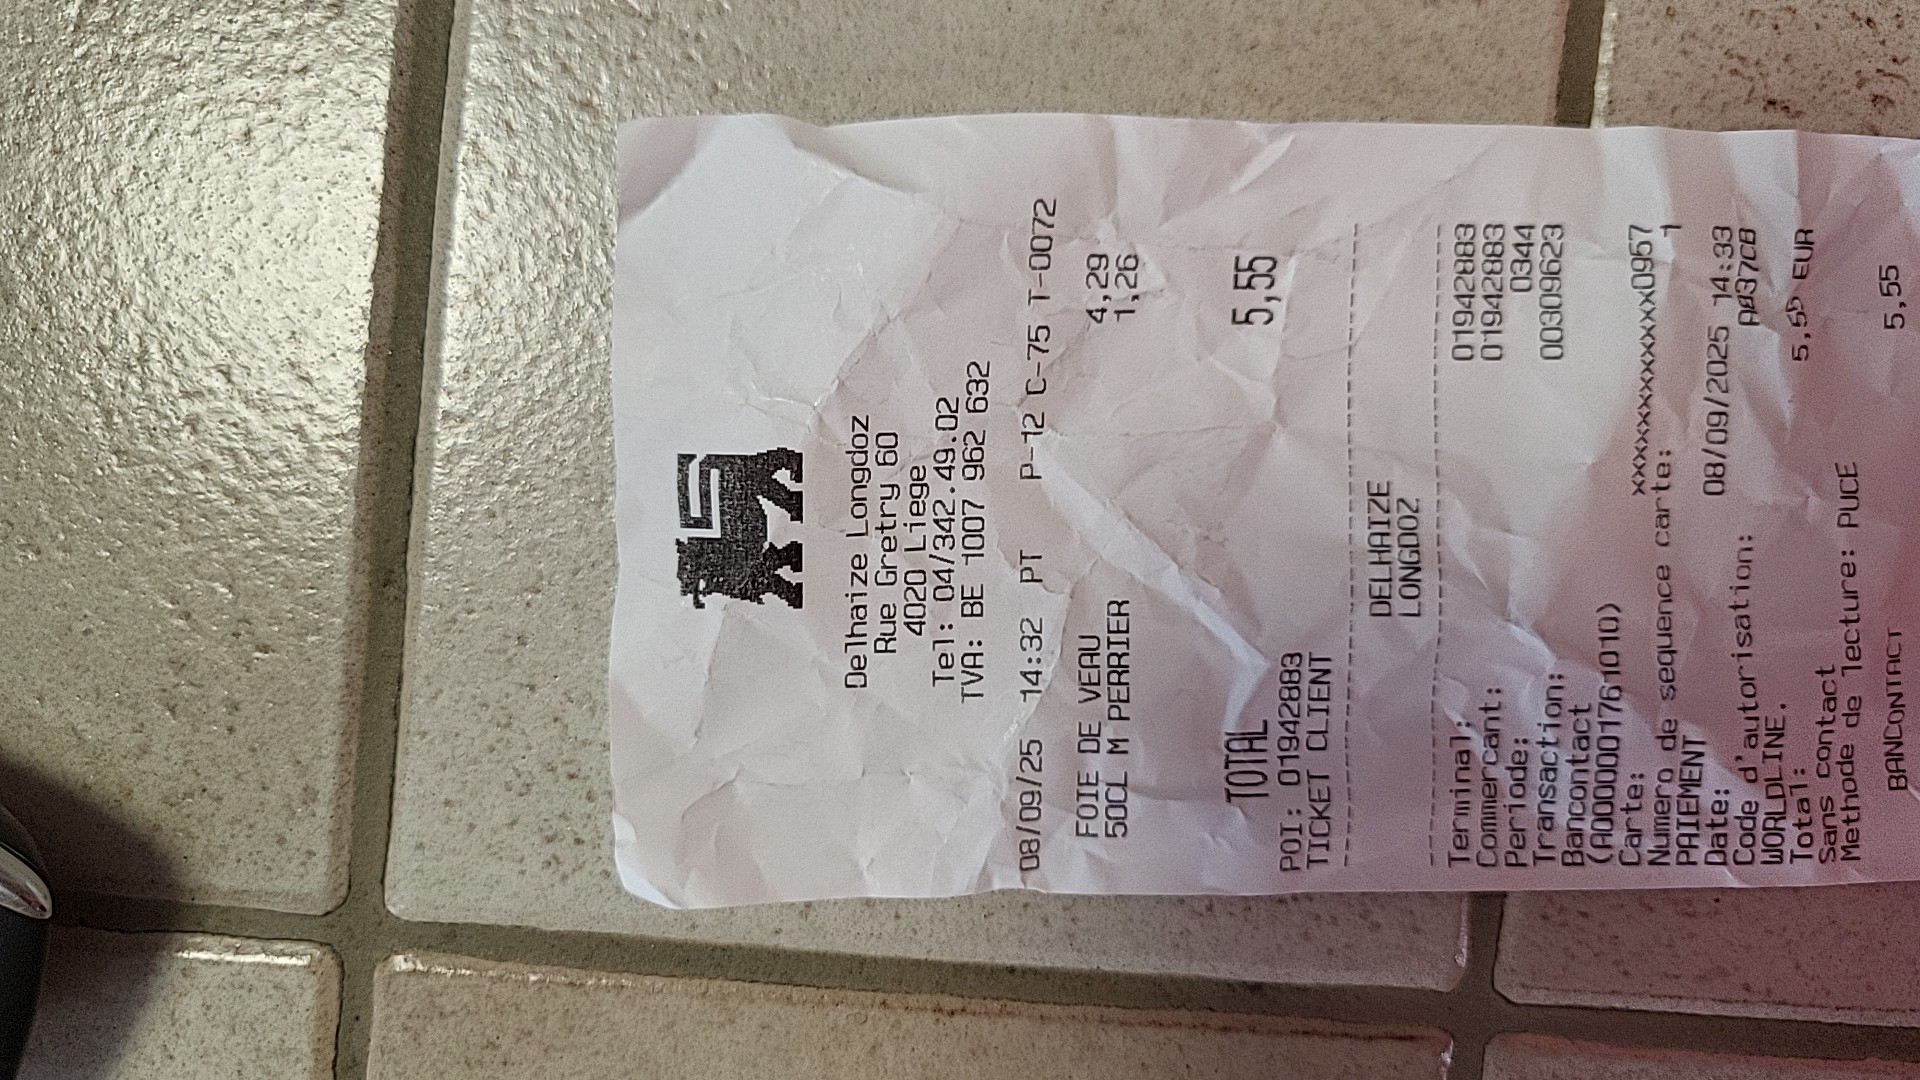 Delhaize Longdoz
Rue Gretry 60
4020 Liege
Tel: 04/342.49.02
TVA: BE 1007 962 632
08/09/25 14:32 PT P-12 C-75 T-0072
FOIE DE VEAU 4,29
50CL M PERRIER 1,26
TOTAL 5,55
POI: 01942883
TICKET CLIENT
DELHAIZE
LONGDOZ
Terminal: 01942883
Commercant: 01942883
Periode: 0344
Transaction: 00309623
Bancontact
(A0000001761010)
Carte: xxxxxxxxxxxxx0957
Numero de sequence carte: 1
PAIEMENT
Date: 08/09/2025 14:33
Code d'autorisation:
WORLDLINE.
Total: 5,55 EUR
Sans contact
Methode de lecture: PUCE
BANCONTACT 5,55